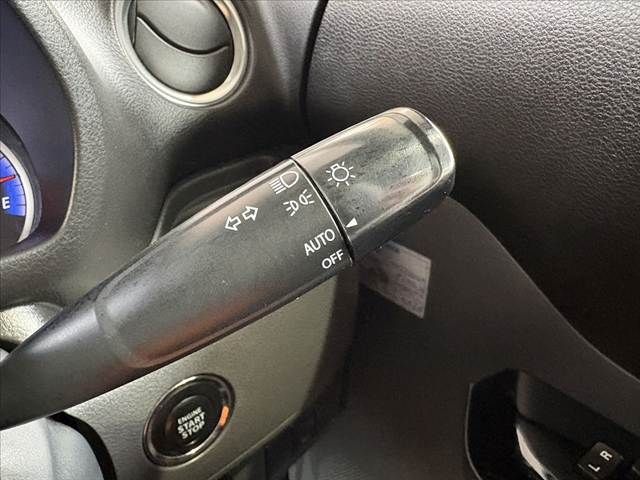 AUTO
OFF
E
ENGINE
START
STOP
L R